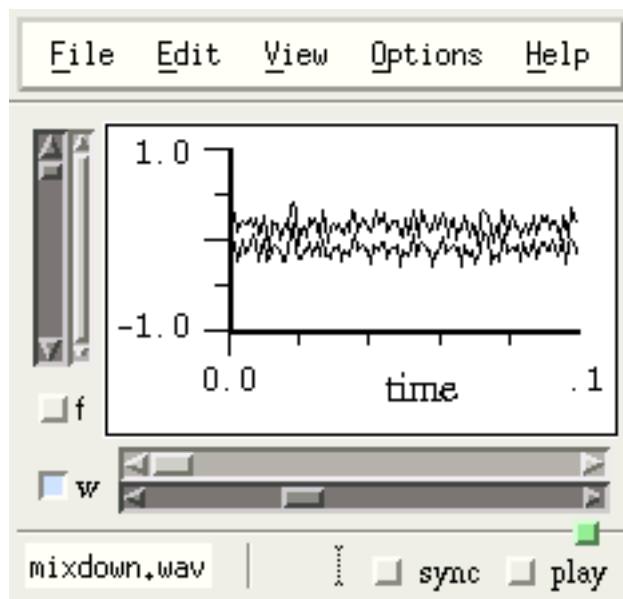 File Edit View Options Help
1.0
-1.0
0.0 time .1
f
w
mixdown.wav sync play